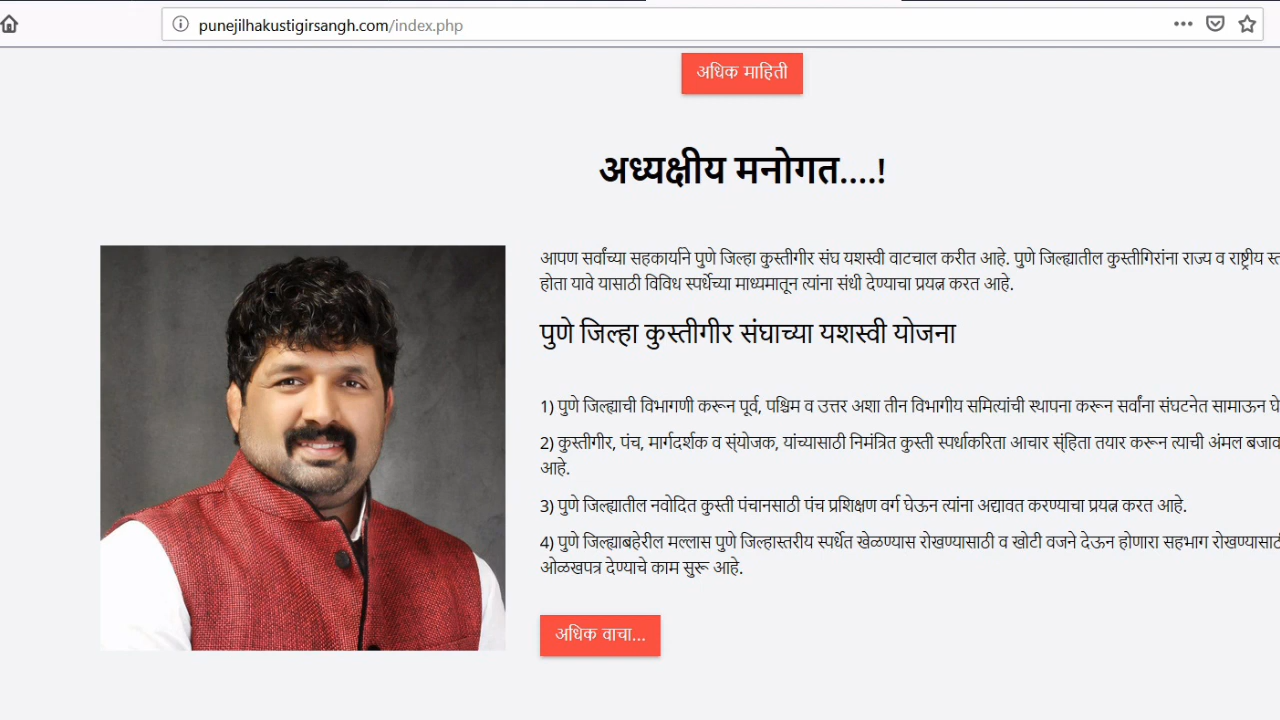 punejilhakustigirsangh.com/index.php
अधिक माहिती
अध्यक्षीय मनोगत....!
आपण सर्वांच्या सहकार्याने पुणे जिल्हा कुस्तीगीर संघ यशस्वी वाटचाल करीत आहे. पुणे जिल्ह्यातील कुस्तीगिरांना राज्य व राष्ट्रीय
होता यावे यासाठी विविध स्पर्धेच्या माध्यमातून त्यांना संधी देण्याचा प्रयत्न करत आहे.
पुणे जिल्हा कुस्तीगीर संघाच्या यशस्वी योजना
1) पुणे जिल्ह्याची विभागणी करून पूर्व, पश्चिम व उत्तर अशा तीन विभागीय समित्यांची स्थापना करून सर्वांना संघटनेत सामाऊन
2) कुस्तीगीर, पंच, मार्गदर्शक व स्ंयोजक, यांच्यासाठी निमंत्रित कुस्ती स्पर्धाकरिता आचार स्ंहिता तयार करून त्याची अंमल
आहे.
3) पुणे जिल्ह्यातील नवोदित कुस्ती पंचानसाठी पंच प्रशिक्षण वर्ग घेऊन त्यांना अद्यावत करण्याचा प्रयत्न करत आहे.
4) पुणे जिल्ह्याबहेरील मल्लास पुणे जिल्हास्तरीय स्पर्धेत खेळण्यास रोखण्यासाठी व खोटी वजने देऊन होणारा सहभाग
ओळखपत्र देण्याचे काम सुरू आहे.
अधिक वाचा...